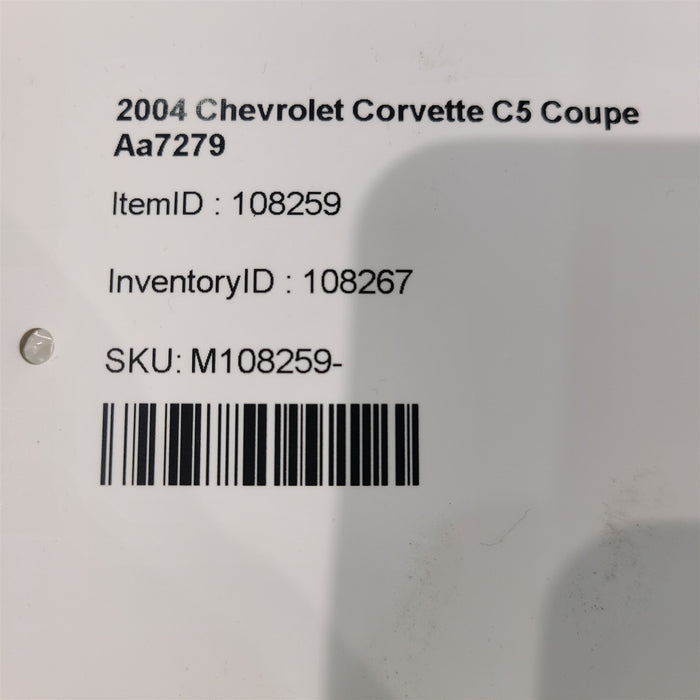 2004 Chevrolet Corvette C5 Coupe
Aa7279
ItemID : 108259
InventoryID : 108267
SKU: M108259-